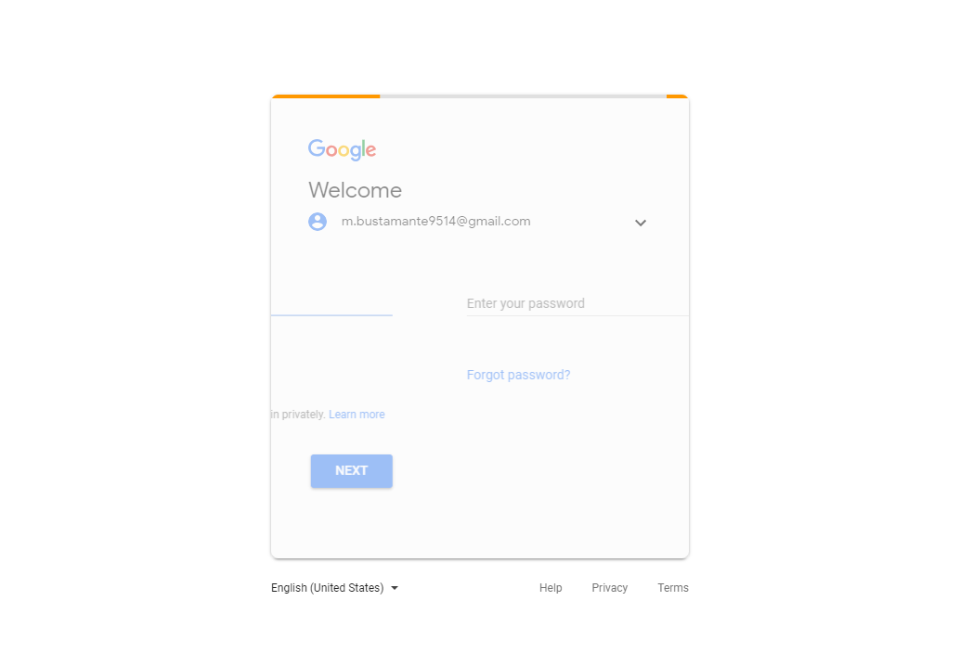 Google
Welcome
m.bustamante9514@gmail.com
Enter your password
Forgot password?
in privately. Learn more
NEXT
English (United States)
Help Privacy Terms